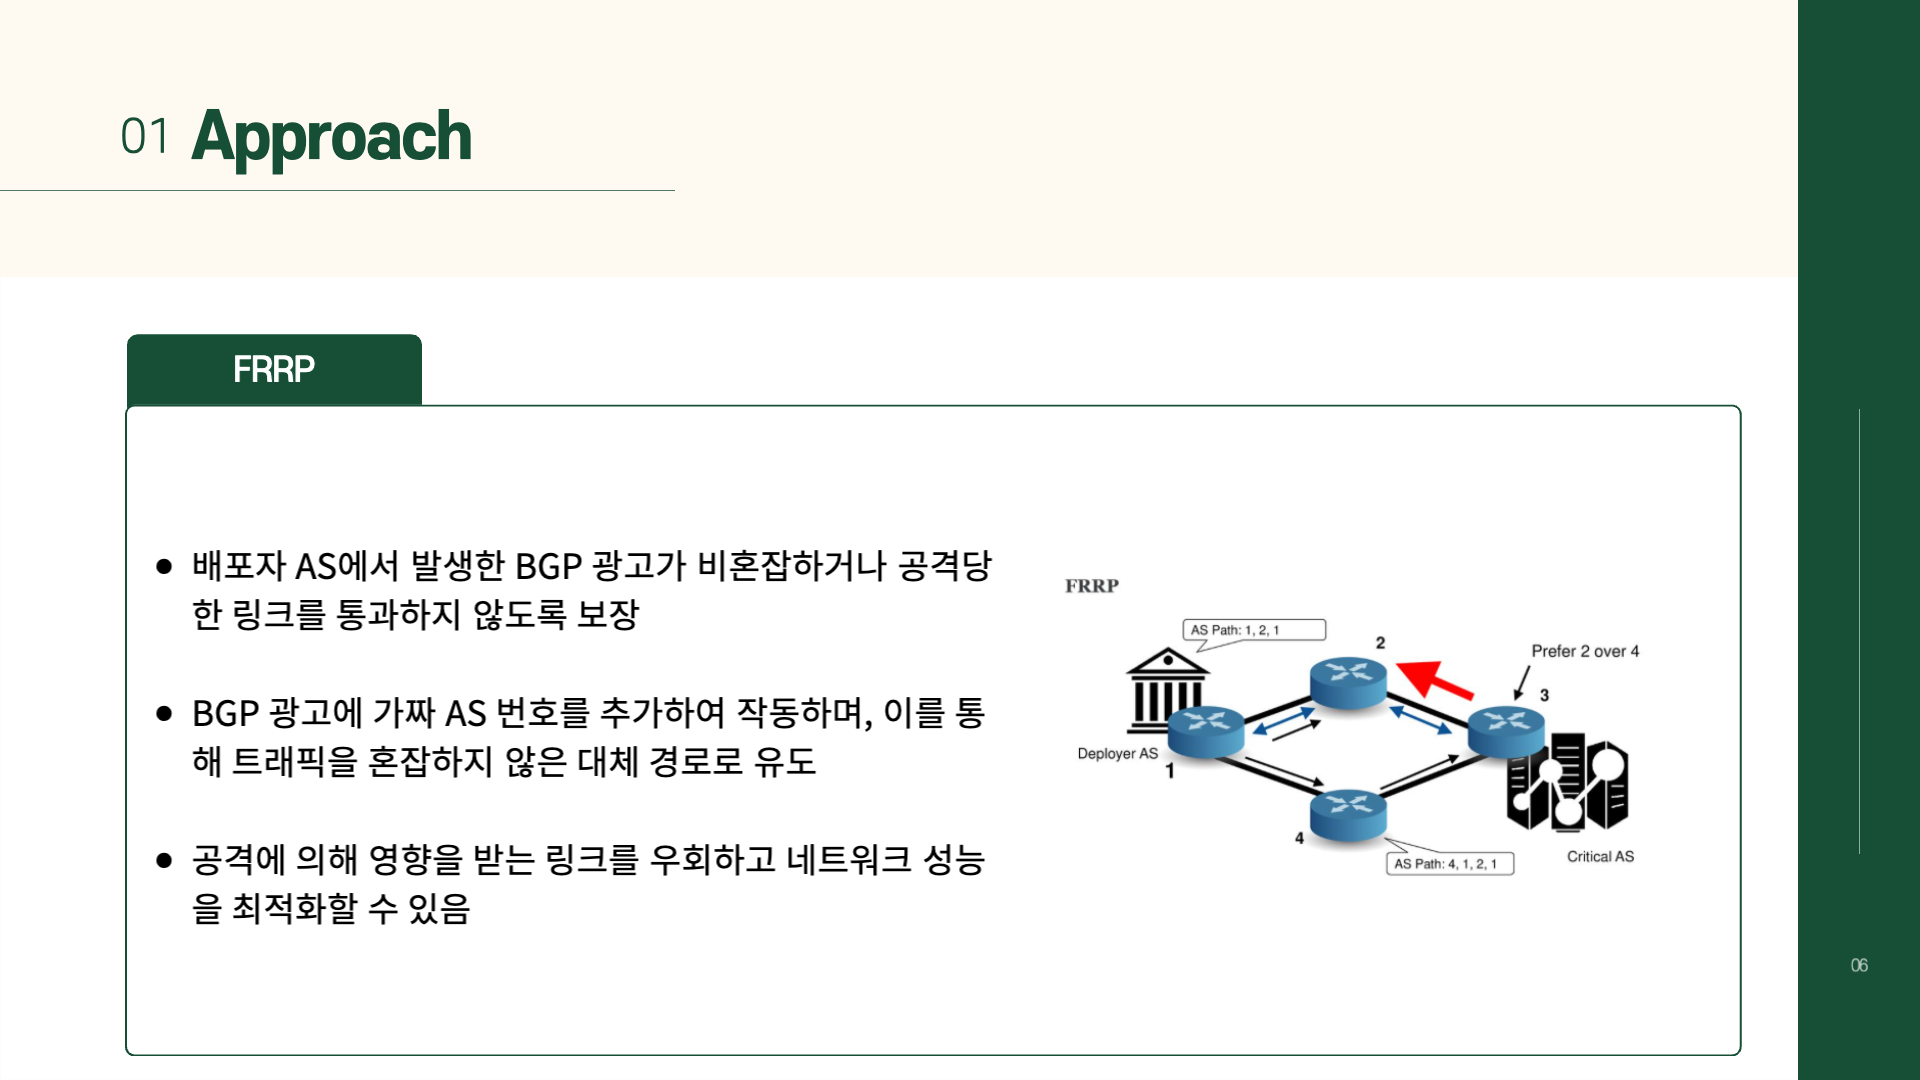 01 Approach
FRRP
● 배포자 AS에서 발생한 BGP 광고가 비혼잡하거나 공격당
한 링크를 통과하지 않도록 보장
● BGP 광고에 가짜 AS 번호를 추가하여 작동하며, 이를 통
해 트래픽을 혼잡하지 않은 대체 경로로 유도
● 공격에 의해 영향을 받는 링크를 우회하고 네트워크 성능
을 최적화할 수 있음
FRRP
AS Path: 1, 2, 1
2
Prefer 2 over 4
3
Deployer AS
1
4
AS Path: 4, 1, 2, 1
Critical AS
06